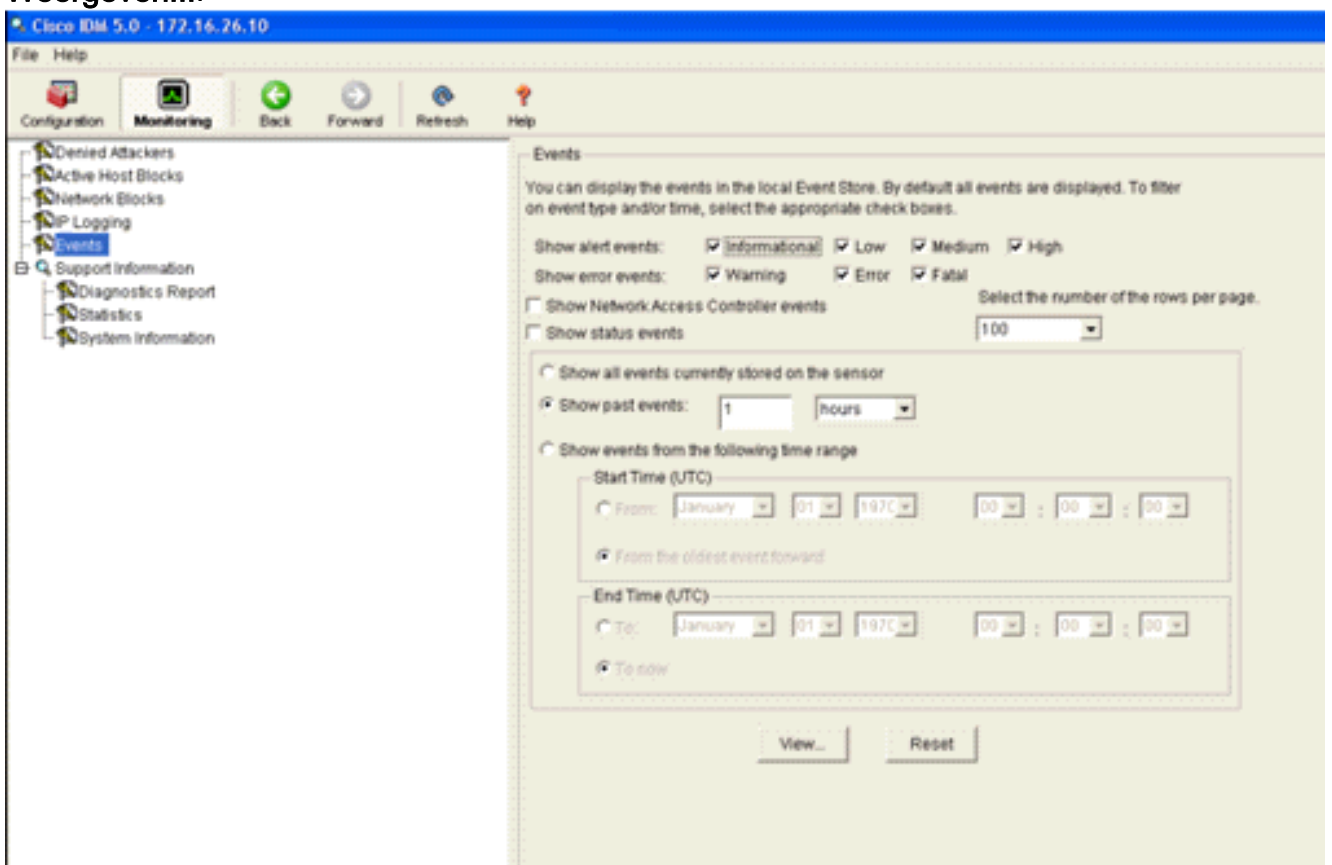 Cisco IDM 5.0 - 172.16.26.10
File Help
Configuration Monitoring Back Forward Refresh Help
Denied Attackers
Active Host Blocks
Network Blocks
IP Logging
Events
Support Information
Diagnostics Report
Statistics
System Information
Events
You can display the events in the local Event Store. By default all events are displayed. To filter
on event type and/or time, select the appropriate check boxes.
Show alert events: Informational Low Medium High
Show error events: Warning Error Fatal
Show Network Access Controller events
Select the number of the rows per page.
Show status events
100
Show all events currently stored on the sensor
Show past events: 1 hours
Show events from the following time range
Start Time (UTC)
From: January 01 1970 00 : 00 : 00
From the oldest event forward
End Time (UTC)
To: January 01 1970 00 : 00 : 00
To now
View... Reset